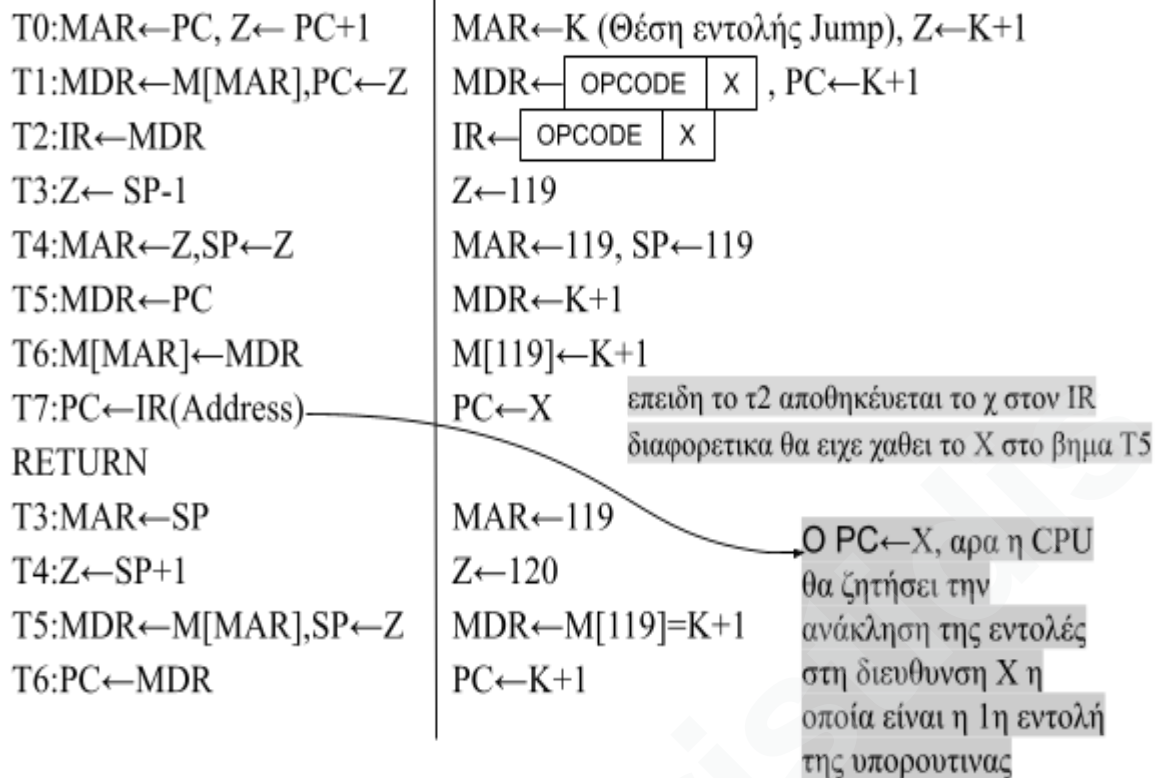 T0:MAR←PC, Z← PC+1 MAR←K (Θέση εντολής Jump), Z←K+1
T1:MDR←M[MAR],PC←Z MDR← OPCODE X , PC←K+1
T2:IR←MDR IR← OPCODE X
T3:Z← SP-1 Z←119
T4:MAR←Z,SP←Z MAR←119, SP←119
T5:MDR←PC MDR←K+1
T6:M[MAR]←MDR M[119]←K+1
T7:PC←IR(Address) PC←X
επειδη το τ2 αποθηκέυεται το χ στον IR
διαφορετικα θα ειχε χαθει το Χ στο βημα Τ5
RETURN
T3:MAR←SP MAR←119
T4:Z←SP+1 Z←120
T5:MDR←M[MAR],SP←Z MDR←M[119]=K+1
T6:PC←MDR PC←K+1
Ο PC←X, αρα η CPU
θα ζητήσει την
ανάκληση της εντολές
στη διευθυνση Χ η
οποία είναι η 1η εντολή
της υπορουτινας